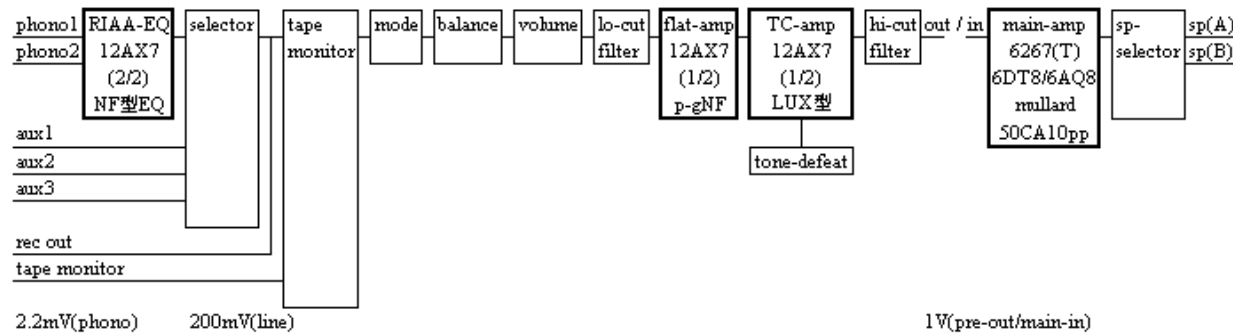 phono1
phono2
RIAA-EQ
12AX7
(2/2)
NF型EQ
selector
tape
monitor
mode
balance
volume
lo-cut
filter
flat-amp
12AX7
(1/2)
p-gNF
TC-amp
12AX7
(1/2)
LUX型
tone-defeat
hi-cut
filter
out / in
main-amp
6267(T)
6DT8/6AQ8
mullard
50CA10pp
sp-
selector
sp(A)
sp(B)
aux1
aux2
aux3
rec out
tape monitor
2.2mV(phono)
200mV(line)
1V(pre-out/main-in)